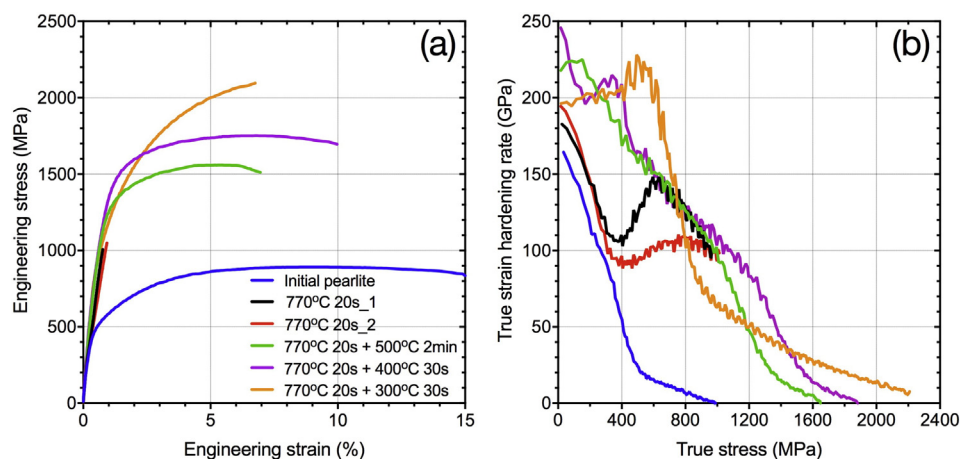 (a)
Engineering stress (MPa)
2500
2000
1500
1000
500
0
0
5
10
15
Engineering strain (%)
Initial pearlite
770ºC 20s_1
770ºC 20s_2
770ºC 20s + 500ºC 2min
770ºC 20s + 400ºC 30s
770ºC 20s + 300ºC 30s
(b)
True strain hardening rate (GPa)
250
200
150
100
50
0
0
400
800
1200
1600
2000
2400
True stress (MPa)